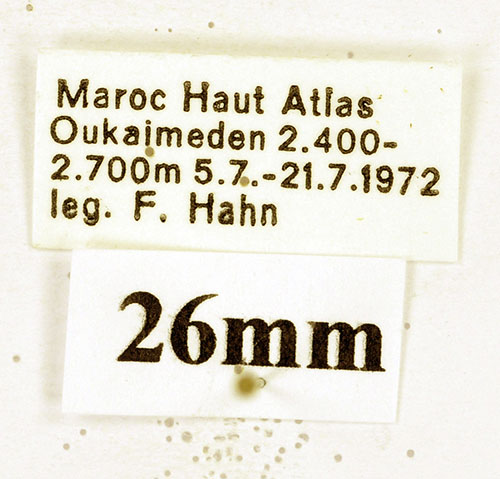 Maroc Haut Atlas
Oukaimeden 2.400-
2.700m 5.7.-21.7.1972
leg. F. Hahn
26mm